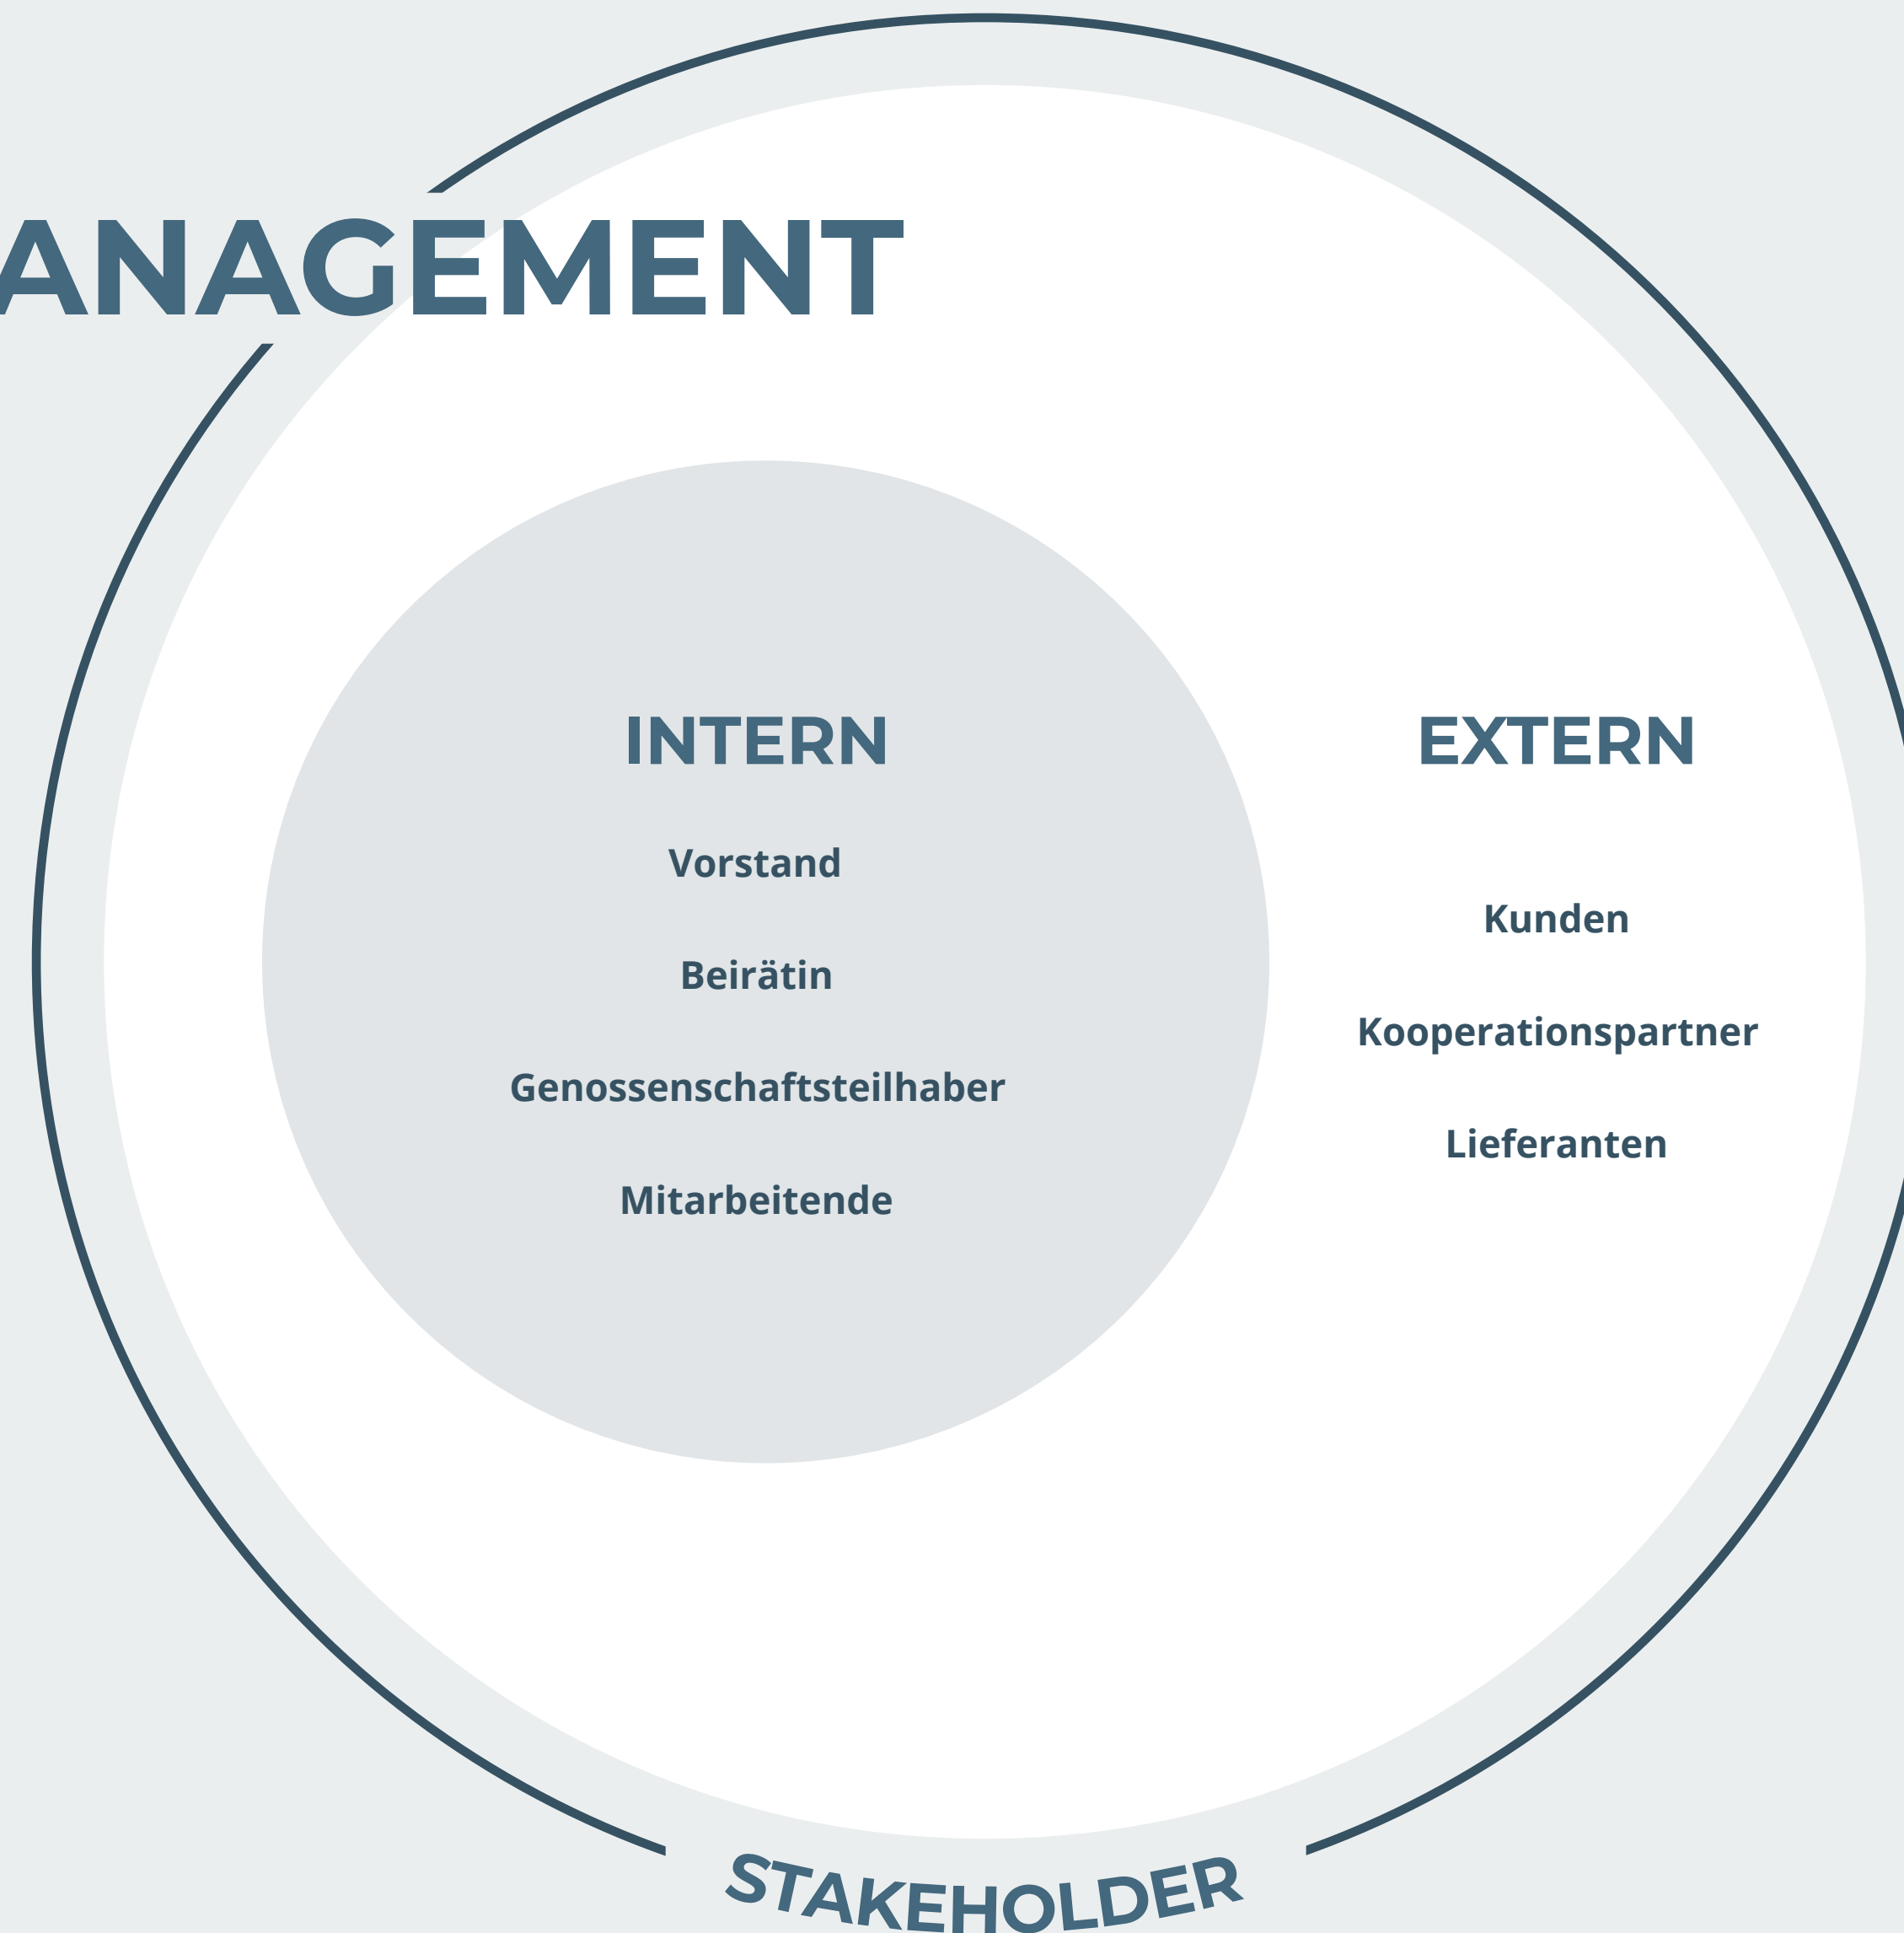 ANAGEMENT
INTERN
Vorstand
Beirätin
Genossenschaftsteilhaber
Mitarbeitende
EXTERN
Kunden
Kooperationspartner
Lieferanten
STAKEHOLDER